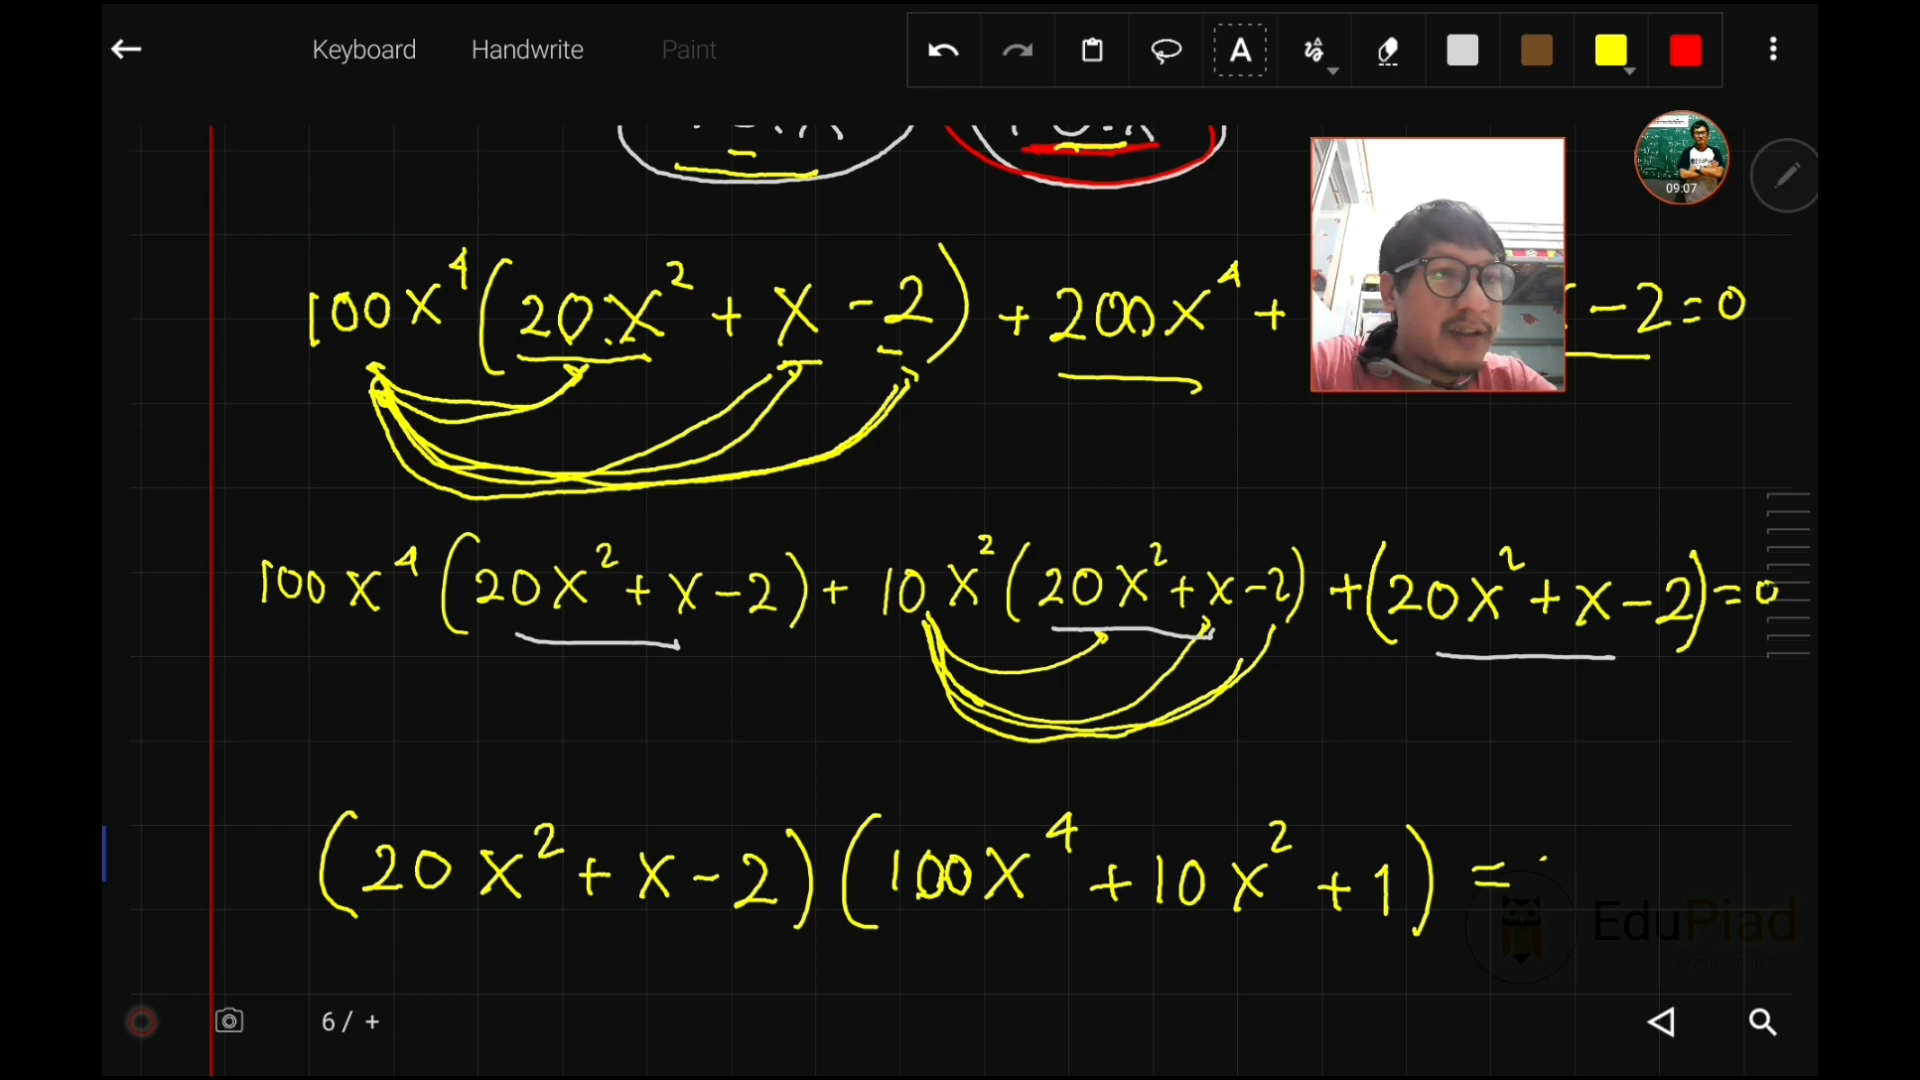 Keyboard Handwrite Paint A
09:07
100x⁴(20x² + x - 2) + 200x⁴ + - 2 = 0
100x⁴(20x² + x - 2) + 10x²(20x² + x - 2) + (20x² + x - 2) = 0
(20x² + x - 2)(100x⁴ + 10x² + 1) =
EduPiad
6 / +